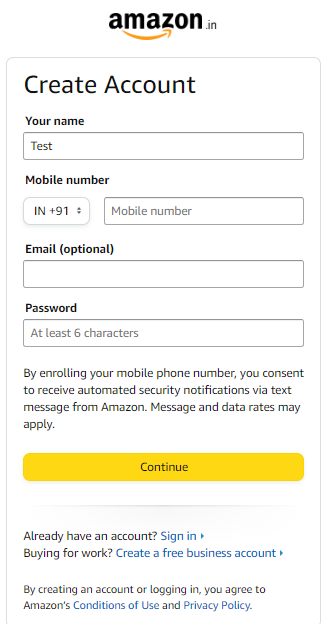 amazon.in
Create Account
Your name
Test
Mobile number
IN +91 Mobile number
Email (optional)
Password
At least 6 characters
By enrolling your mobile phone number, you consent
to receive automated security notifications via text
message from Amazon. Message and data rates may
apply.
Continue
Already have an account? Sign in
Buying for work? Create a free business account
By creating an account or logging in, you agree to
Amazon's Conditions of Use and Privacy Policy.